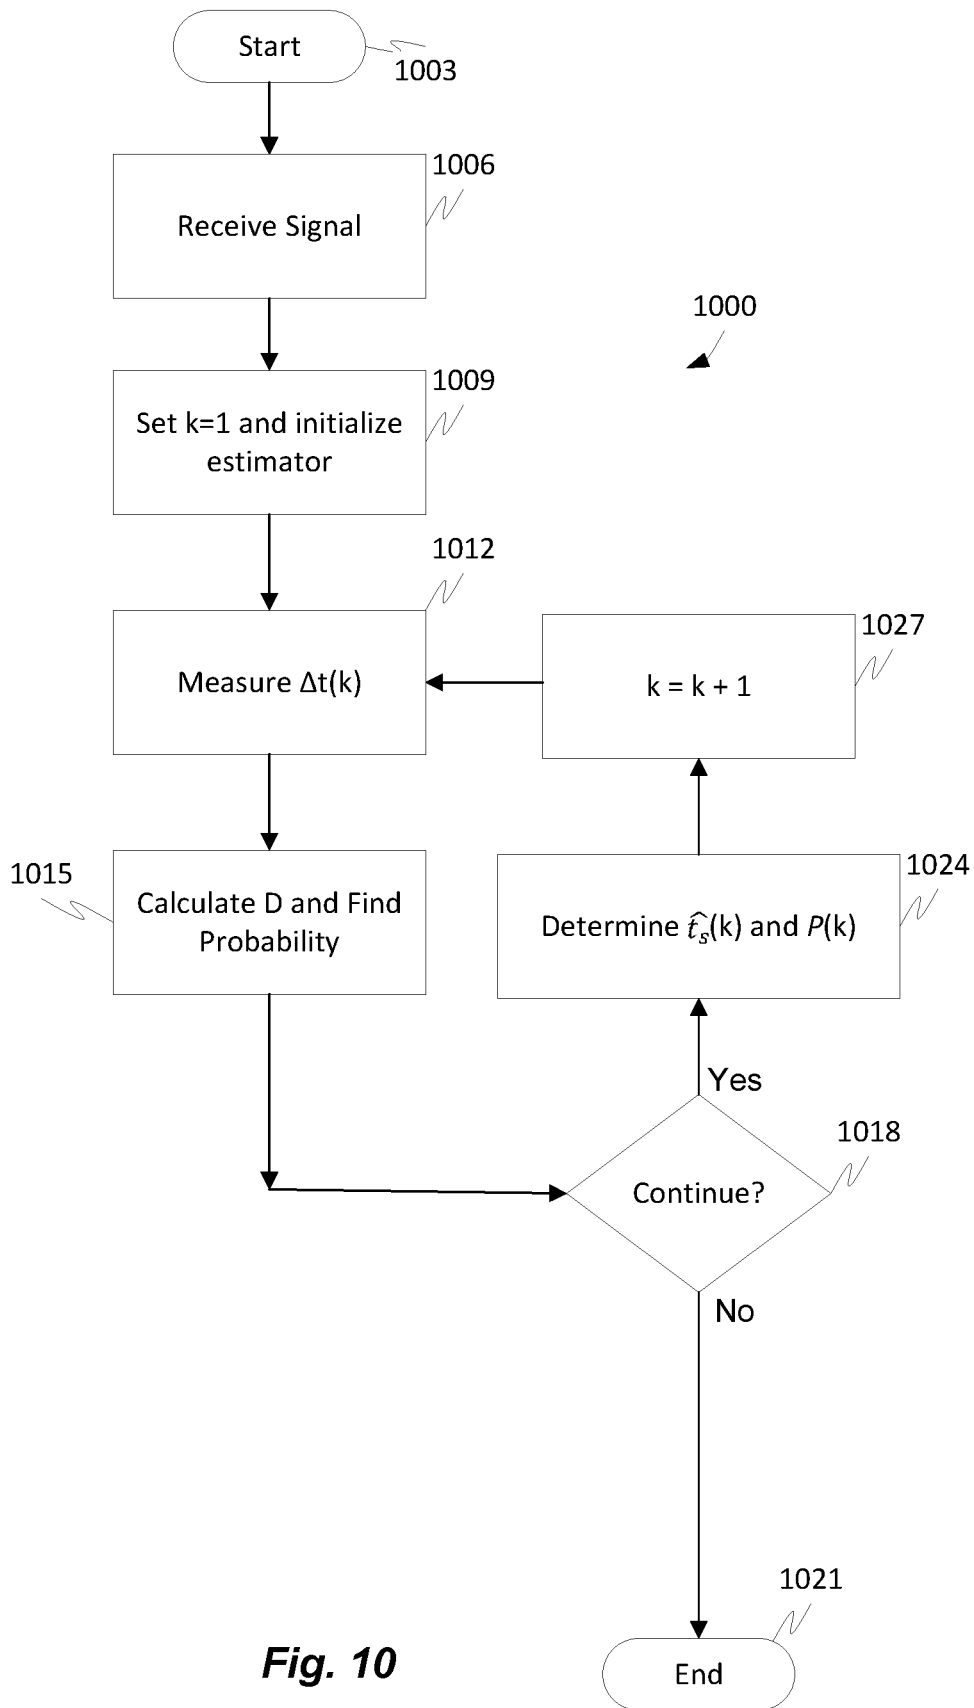 Start
1003
1006
Receive Signal
1000
1009
Set k=1 and initialize
estimator
1012
Measure Δt(k)
1027
k = k + 1
1015
Calculate D and Find
Probability
1024
Determine t̂ₛ(k) and P(k)
Yes
1018
Continue?
No
1021
End
Fig. 10